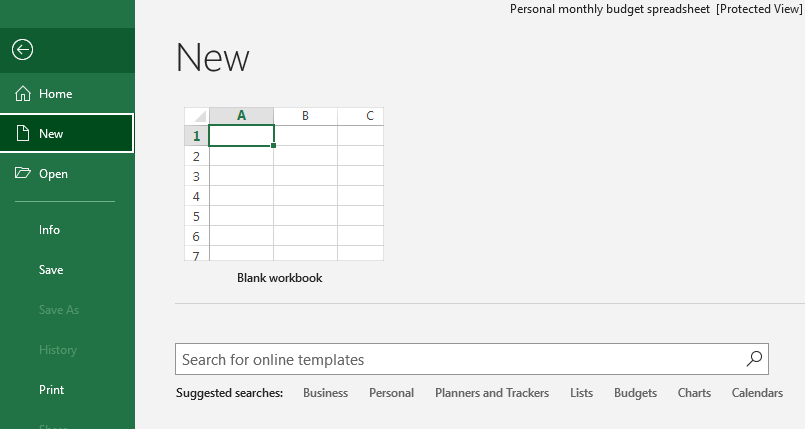 Personal monthly budget spreadsheet [Protected View]
New
Home
New
Open
Info
Save
Save As
History
Print
Share
A B C
1
2
3
4
5
6
7
Blank workbook
Search for online templates
Suggested searches: Business Personal Planners and Trackers Lists Budgets Charts Calendars